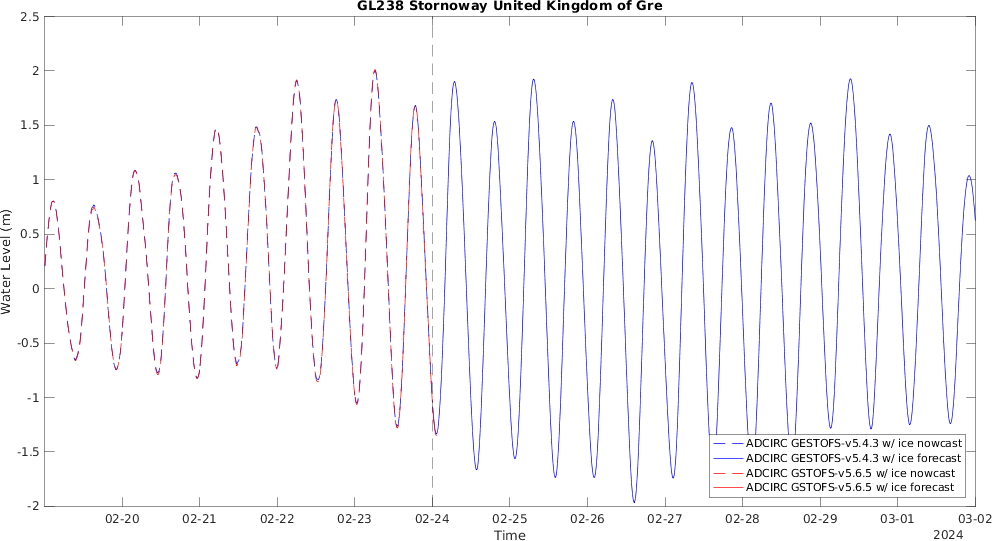 GL238 Stornoway United Kingdom of Gre
2.5
2
1.5
1
0.5
0
-0.5
-1
-1.5
-2
Water Level (m)
ADCIRC GESTOFS-v5.4.3 w/ ice nowcast
ADCIRC GESTOFS-v5.4.3 w/ ice forecast
ADCIRC GSTOFS-v5.6.5 w/ ice nowcast
ADCIRC GSTOFS-v5.6.5 w/ ice forecast
02-20 02-21 02-22 02-23 02-24 02-25 02-26 02-27 02-28 02-29 03-01 03-02
Time
2024